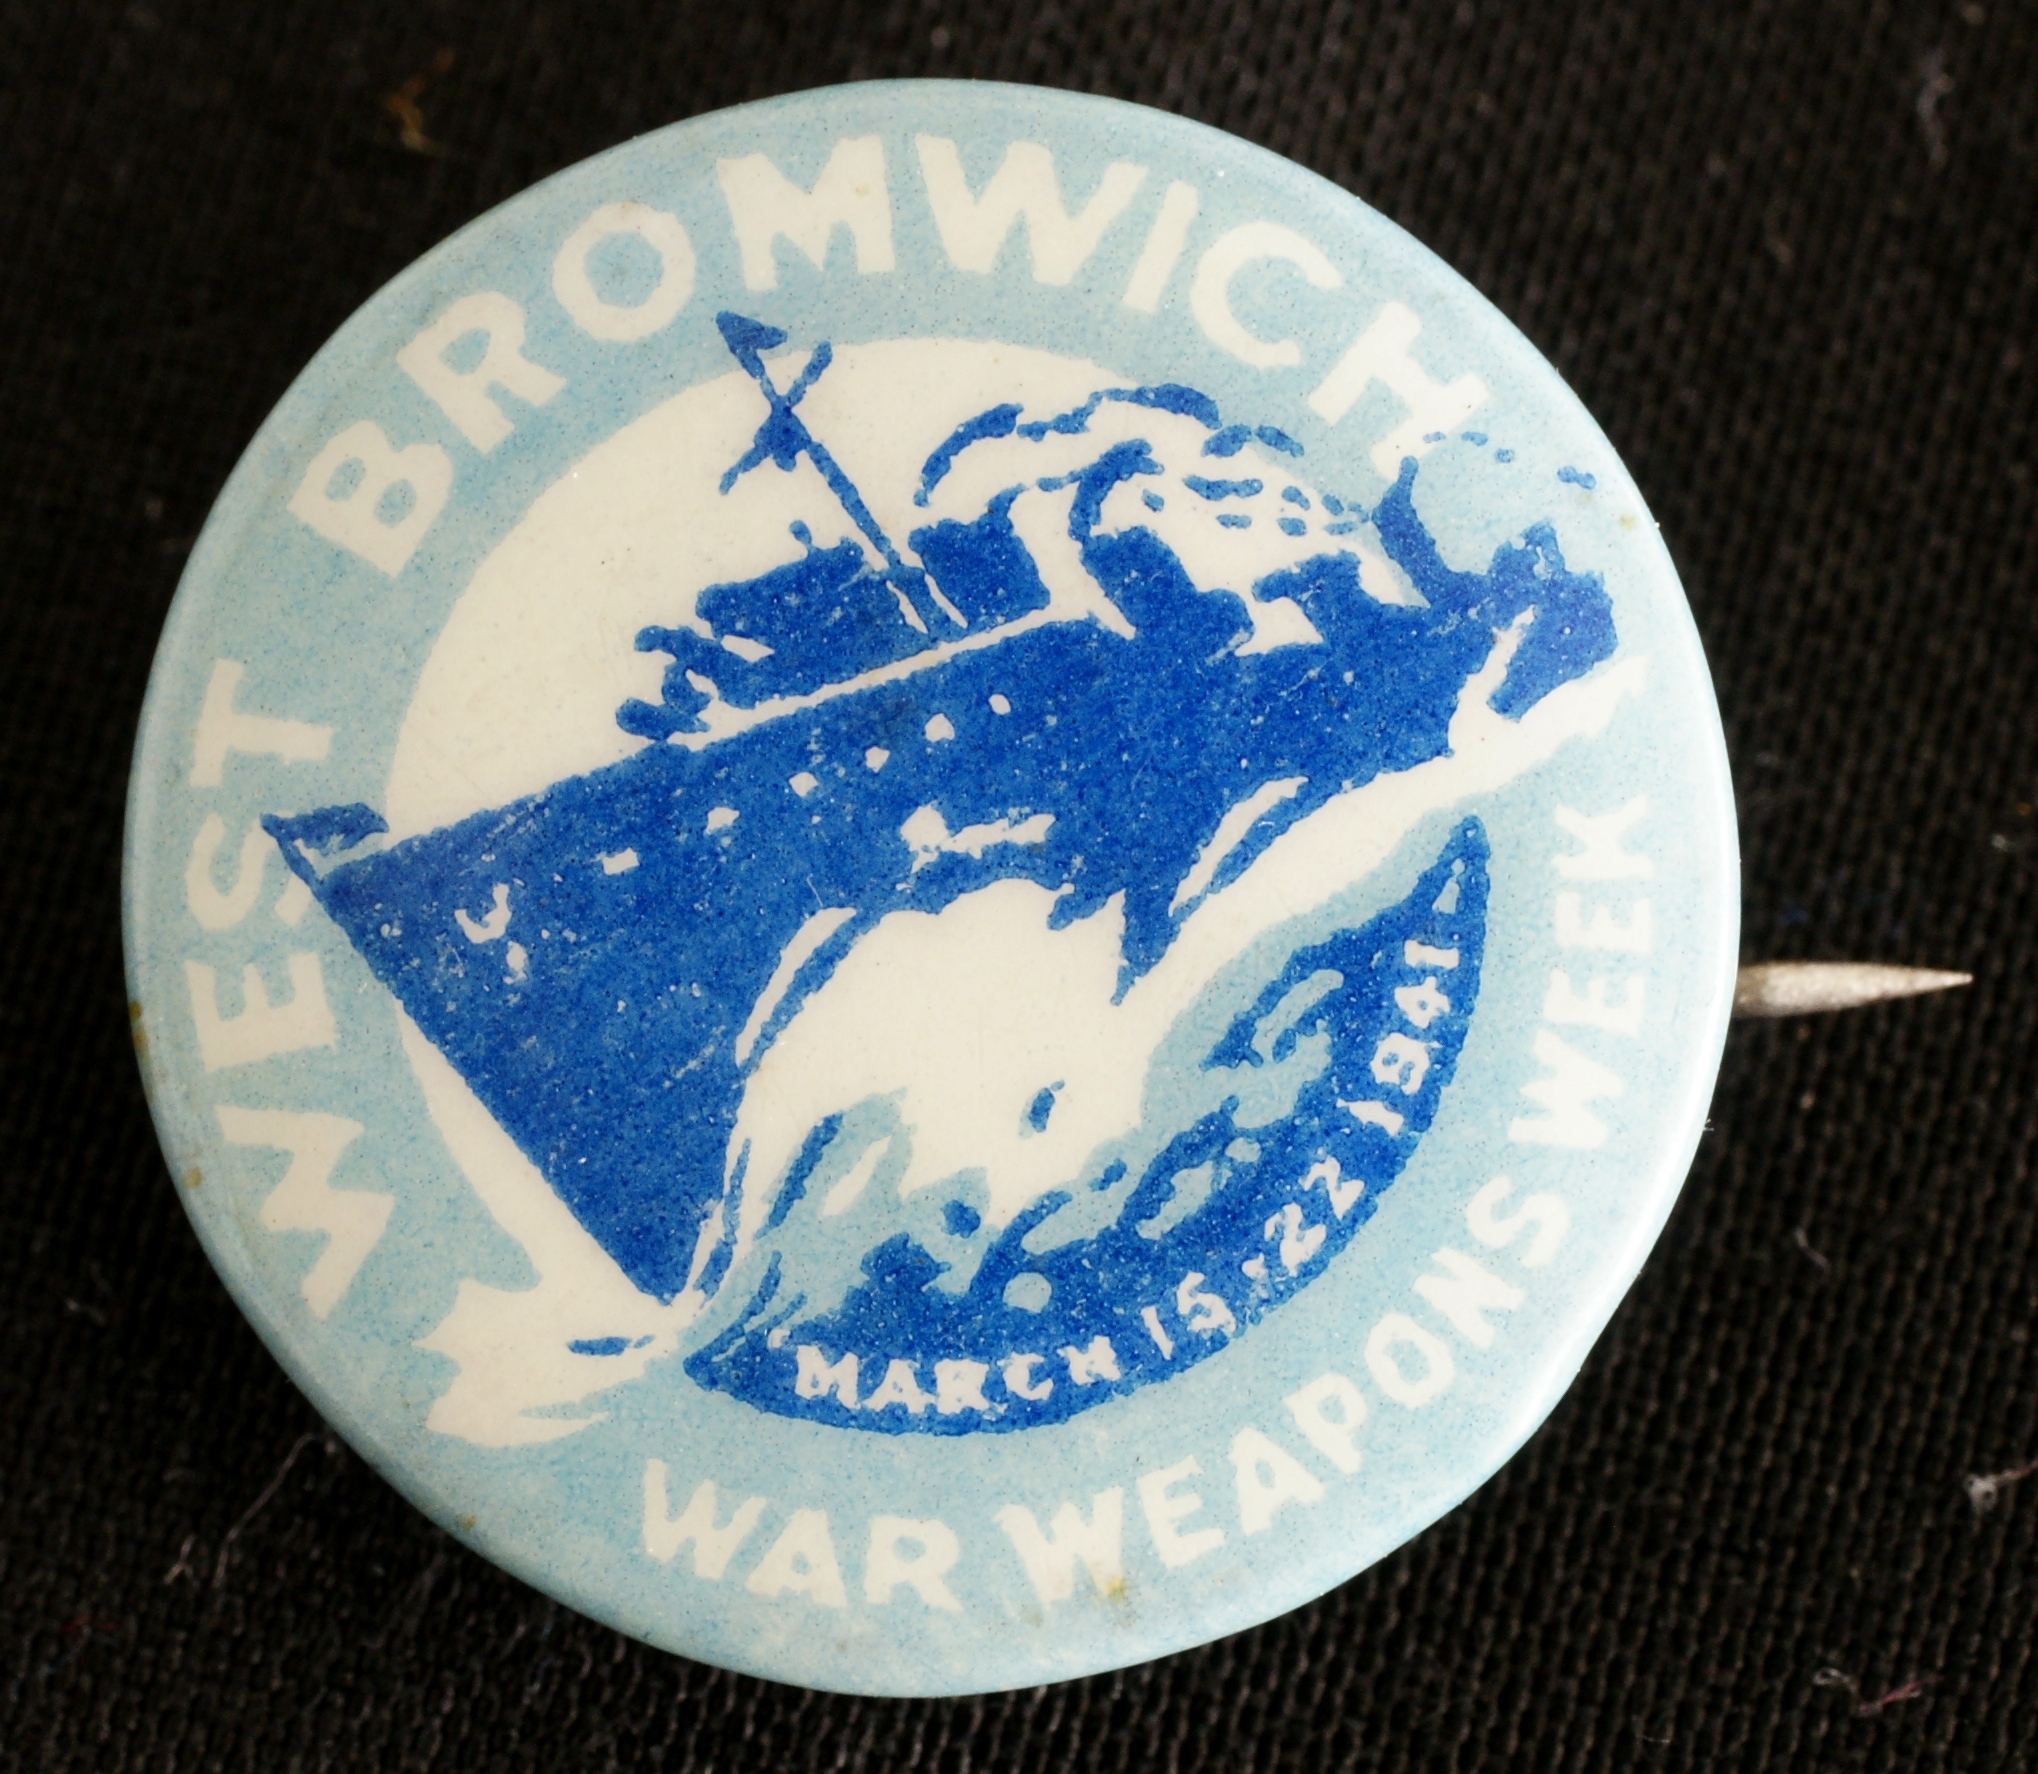 WEST BROMWICH
MARCH 15-22 1941
WAR WEAPONS WEEK